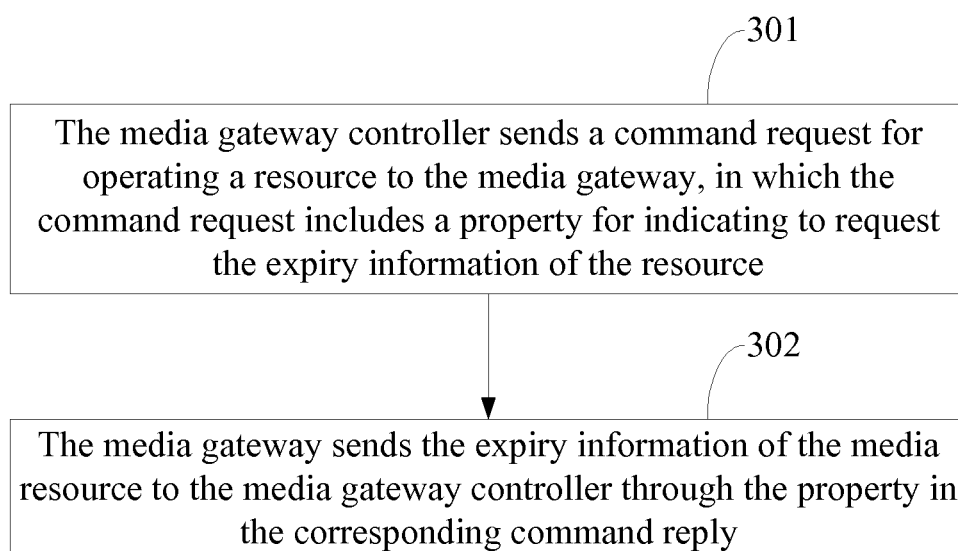 301
The media gateway controller sends a command request for
operating a resource to the media gateway, in which the
command request includes a property for indicating to request
the expiry information of the resource
302
The media gateway sends the expiry information of the media
resource to the media gateway controller through the property in
the corresponding command reply